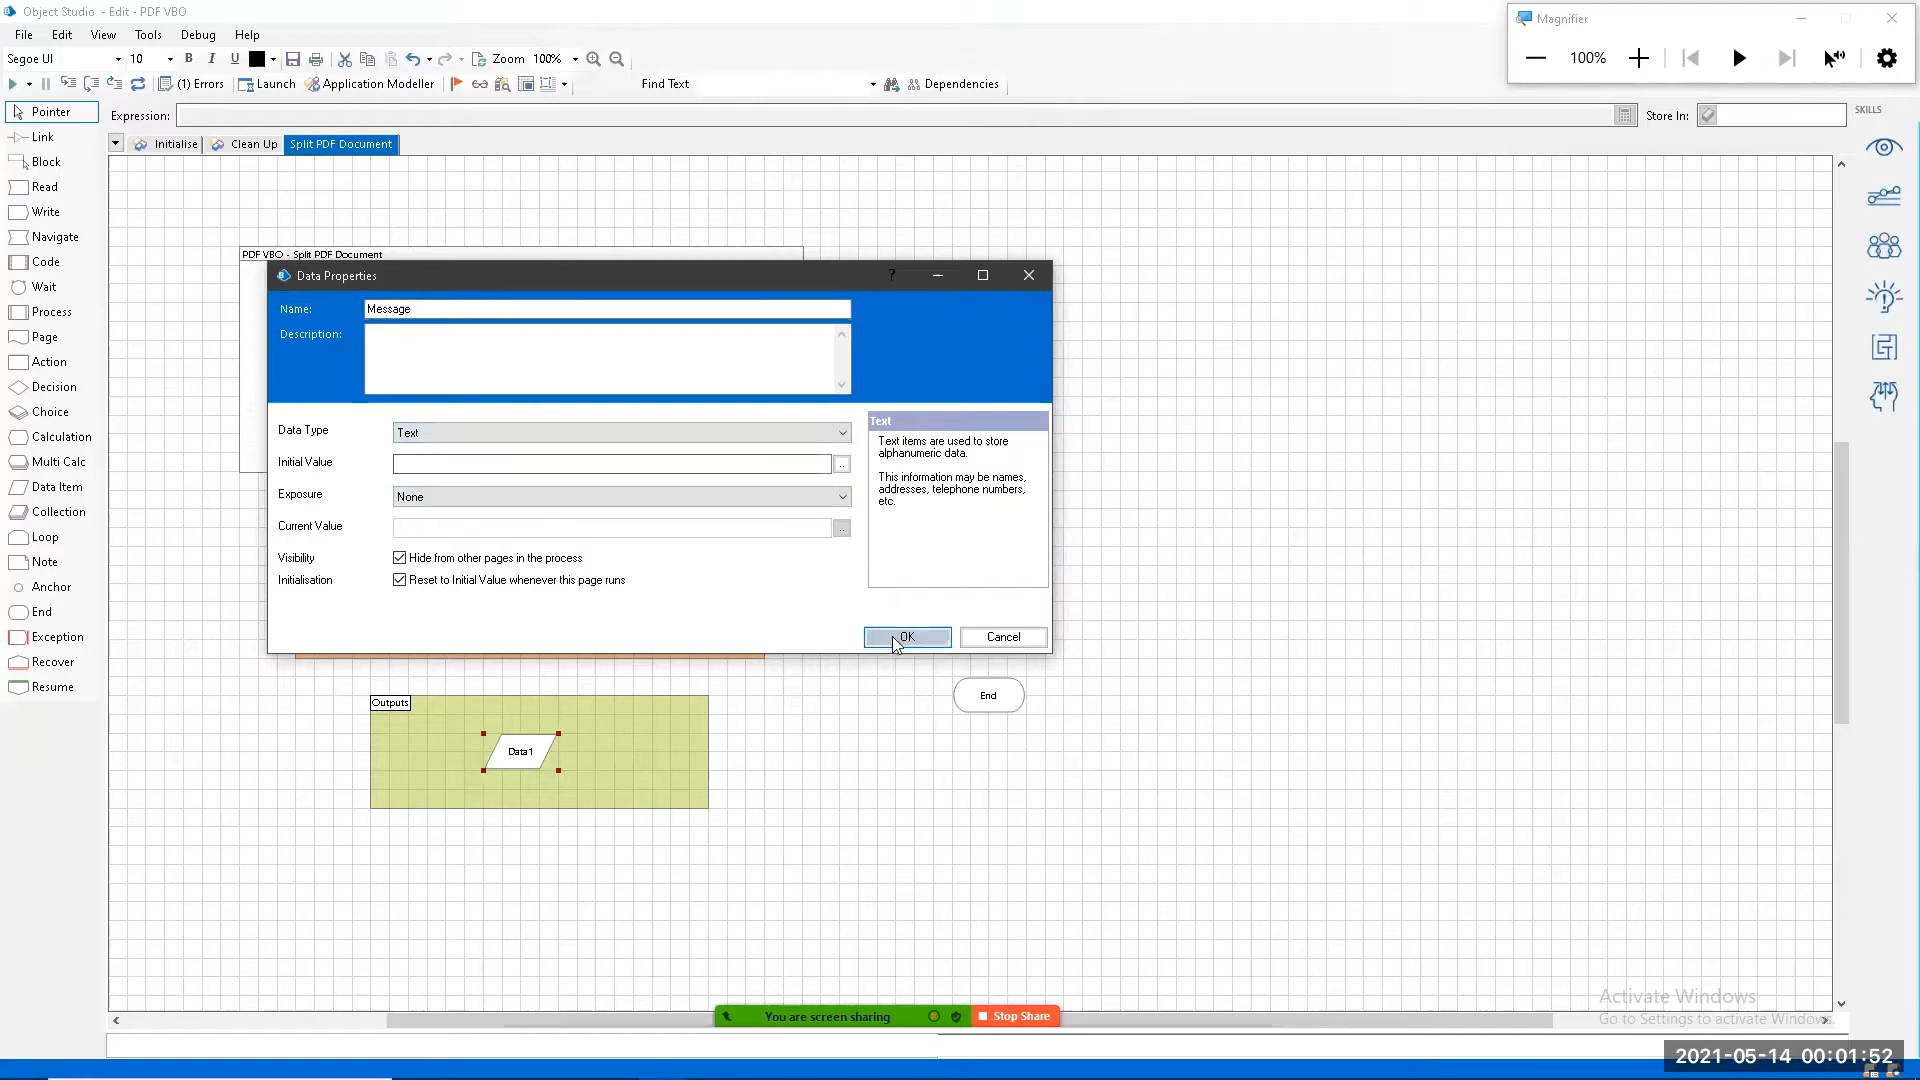 Object Studio - Edit - PDF VBO
Magnifier
File Edit View Tools Debug Help
Segoe UI 10 B I U Zoom 100%
100%
(1) Errors Launch Application Modeller Find Text Dependencies
Pointer
Expression:
Store In:
SKILLS
Link
Initialise Clean Up Split PDF Document
Block
Read
Write
Navigate
Code
Wait
Process
Page
Action
Decision
Choice
Calculation
Multi Calc
Data Item
Collection
Loop
Note
Anchor
End
Exception
Recover
Resume
PDF VBO - Split PDF Document
Data Properties
?
Name: Message
Description:
Data Type Text
Initial Value ..
Exposure None
Current Value ..
Visibility Hide from other pages in the process
Initialisation Reset to Initial Value whenever this page runs
Text
Text items are used to store
alphanumeric data.
This information may be names,
addresses, telephone numbers,
etc.
OK Cancel
End
Outputs
Data1
Activate Windows
Go to Settings to activate Windows.
You are screen sharing Stop Share
2021-05-14 00:01:52